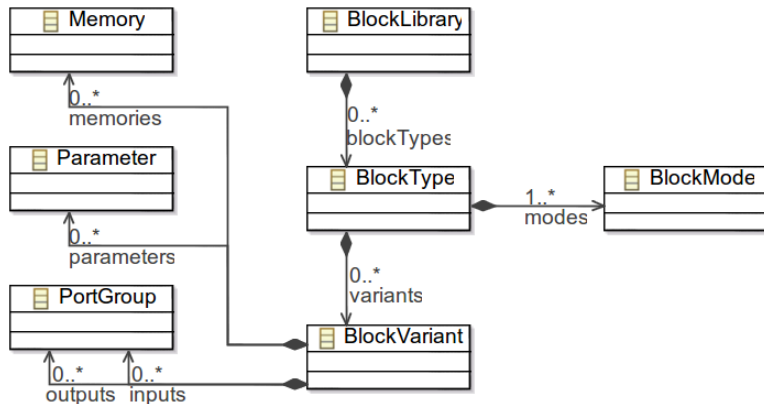 Memory
BlockLibrary
0..*
memories
0..*
blockTypes
Parameter
BlockType
BlockMode
1..*
modes
0..*
parameters
0..*
variants
PortGroup
BlockVariant
0..*
0..*
outputs
inputs